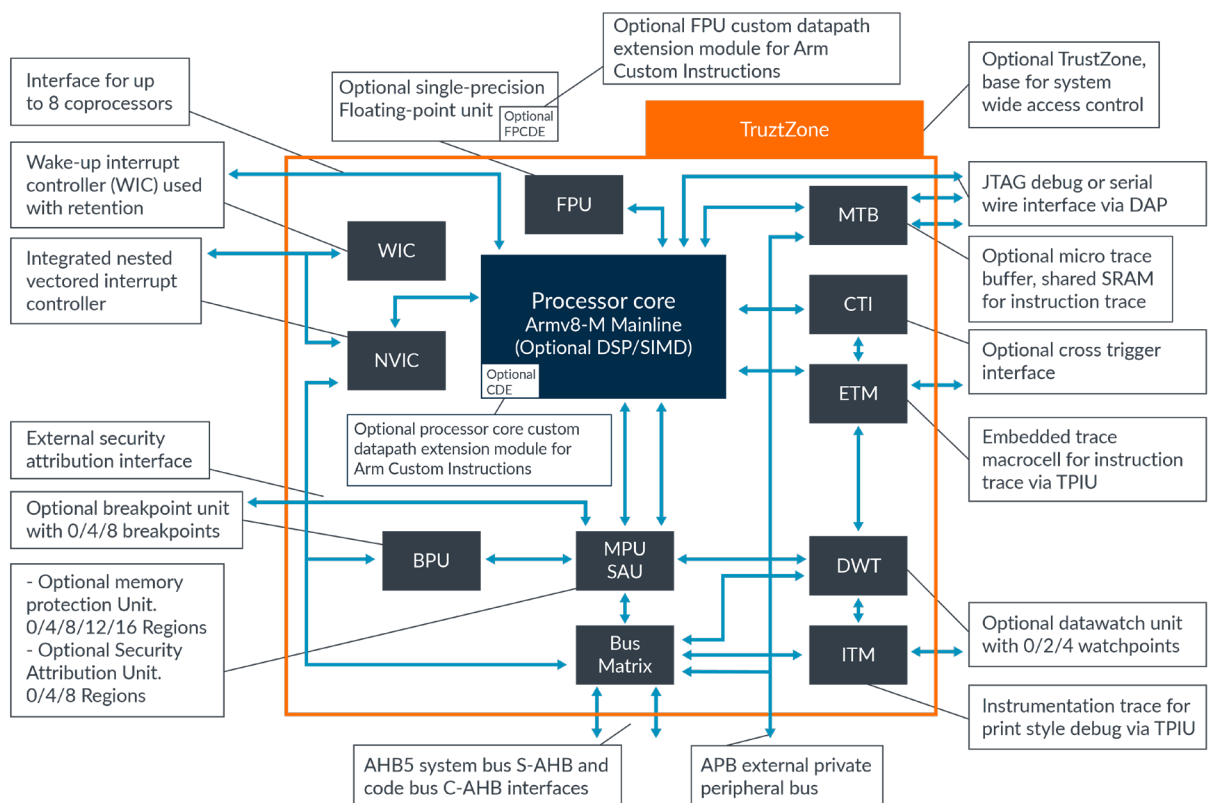 Optional FPU custom datapath
extension module for Arm
Custom Instructions
Interface for up
to 8 coprocessors
Optional single-precision
Floating-point unit
Optional
FPCDE
Optional TrustZone,
base for system
wide access control
TruztZone
Wake-up interrupt
controller (WIC) used
with retention
FPU
MTB
JTAG debug or serial
wire interface via DAP
WIC
Integrated nested
vectored interrupt
controller
Optional micro trace
buffer, shared SRAM
for instruction trace
Processor core
Armv8-M Mainline
(Optional DSP/SIMD)
Optional
CDE
CTI
NVIC
ETM
Optional cross trigger
interface
Optional processor core custom
datapath extension module for
Arm Custom Instructions
External security
attribution interface
Embedded trace
macrocell for instruction
trace via TPIU
Optional breakpoint unit
with 0/4/8 breakpoints
BPU
MPU
SAU
DWT
- Optional memory
protection Unit.
0/4/8/12/16 Regions
- Optional Security
Attribution Unit.
0/4/8 Regions
Optional datawatch unit
with 0/2/4 watchpoints
Bus
Matrix
ITM
Instrumentation trace for
print style debug via TPIU
AHB5 system bus S-AHB and
code bus C-AHB interfaces
APB external private
peripheral bus